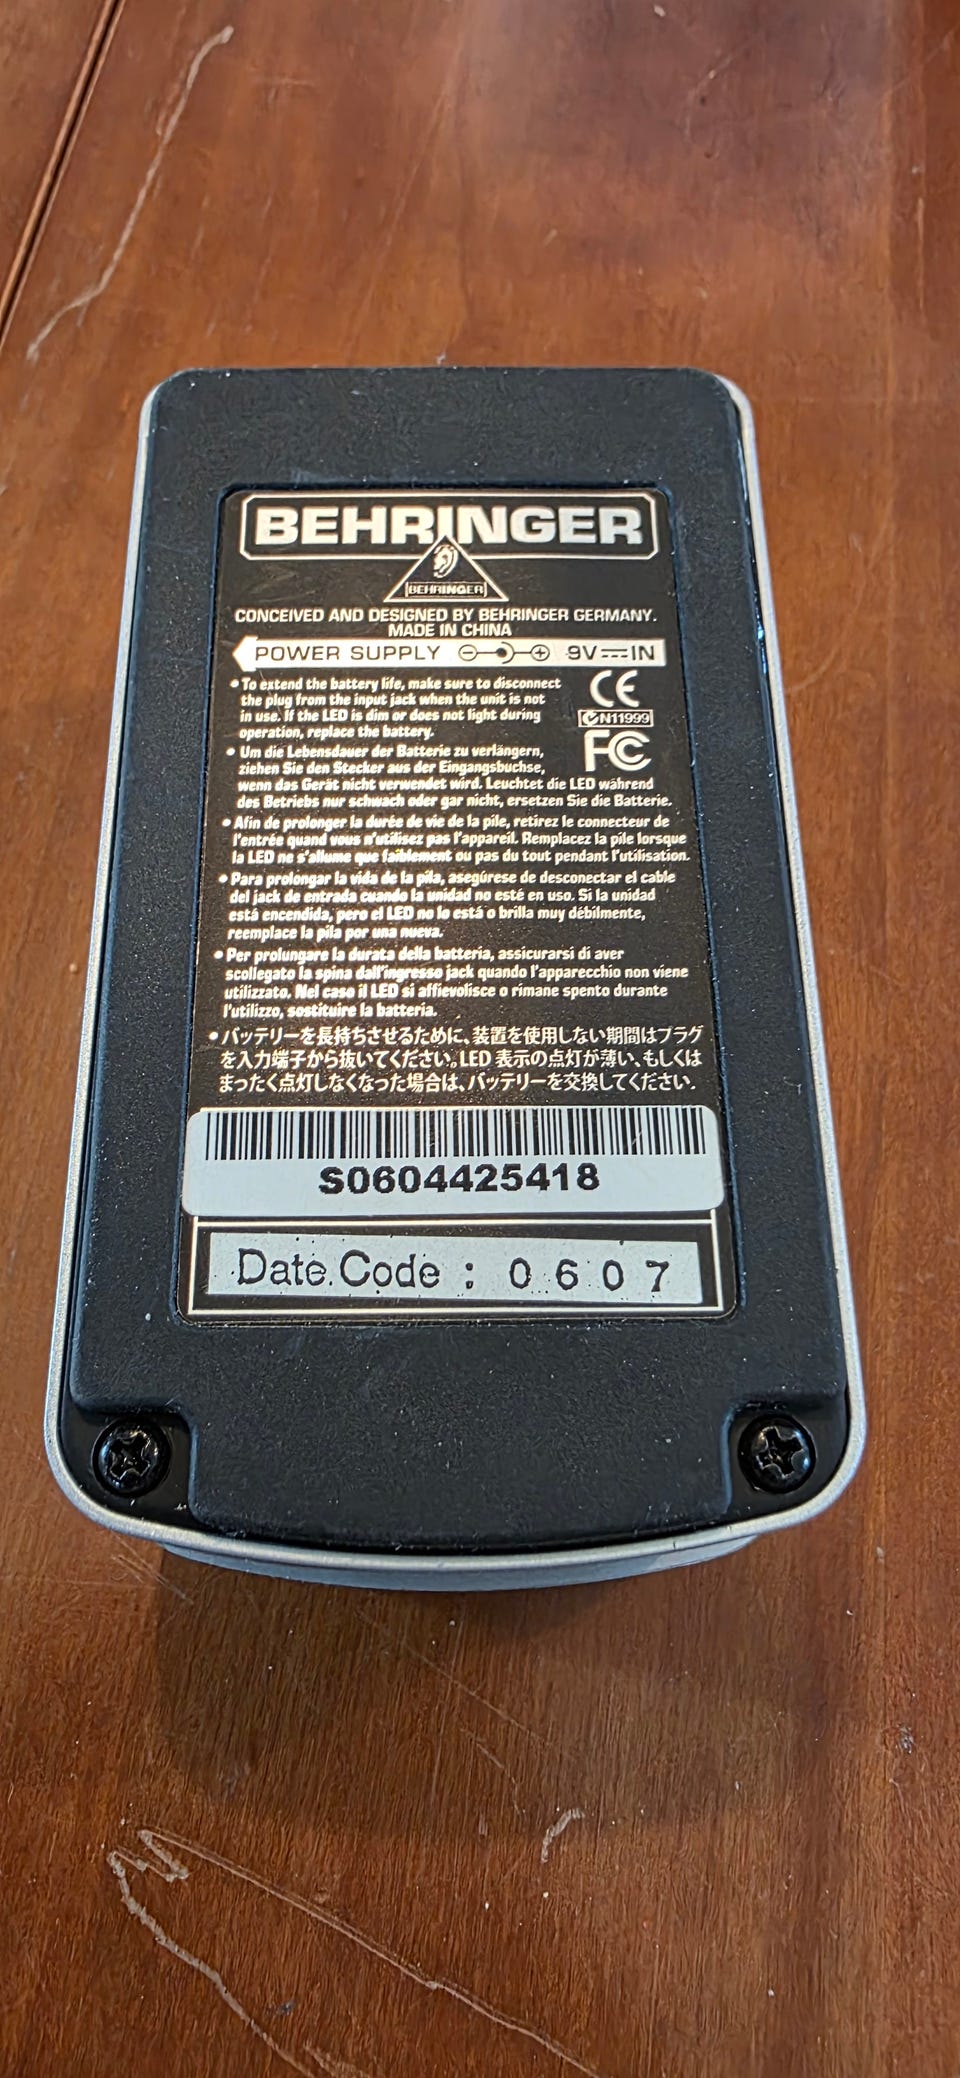 BEHRINGER
BEHRINGER
CONCEIVED AND DESIGNED BY BEHRINGER GERMANY.
MADE IN CHINA
POWER SUPPLY 9V IN
• To extend the battery life, make sure to disconnect
the plug from the input jack when the unit is not
in use. If the LED is dim or does not light during
operation, replace the battery.
CE
N11999
FC
• Um die Lebensdauer der Batterie zu verlängern,
ziehen Sie den Stecker aus der Eingangsbuchse,
wenn das Gerät nicht verwendet wird. Leuchtet die LED während
des Betriebs nur schwach oder gar nicht, ersetzen Sie die Batterie.
• Afin de prolonger la durée de vie de la pile, retirez le connecteur de
l'entrée quand vous n'utilisez pas l'appareil. Remplacez la pile lorsque
la LED ne s'allume que faiblement ou pas du tout pendant l'utilisation.
• Para prolongar la vida de la pila, asegúrese de desconectar el cable
del jack de entrada cuando la unidad no esté en uso. Si la unidad
está encendida, pero el LED no lo está o brilla muy débilmente,
reemplace la pila por una nueva.
• Per prolungare la durata della batteria, assicurarsi di aver
scollegato la spina dall'ingresso jack quando l'apparecchio non viene
utilizzato. Nel caso il LED si affievolisce o rimane spento durante
l'utilizzo, sostituire la batteria.
• バッテリーを長持ちさせるために、装置を使用しない期間はプラグ
を入力端子から抜いてください。LED 表示の点灯が薄い、もしくは
まったく点灯しなくなった場合は、バッテリーを交換してください.
S0604425418
Date Code : 0607